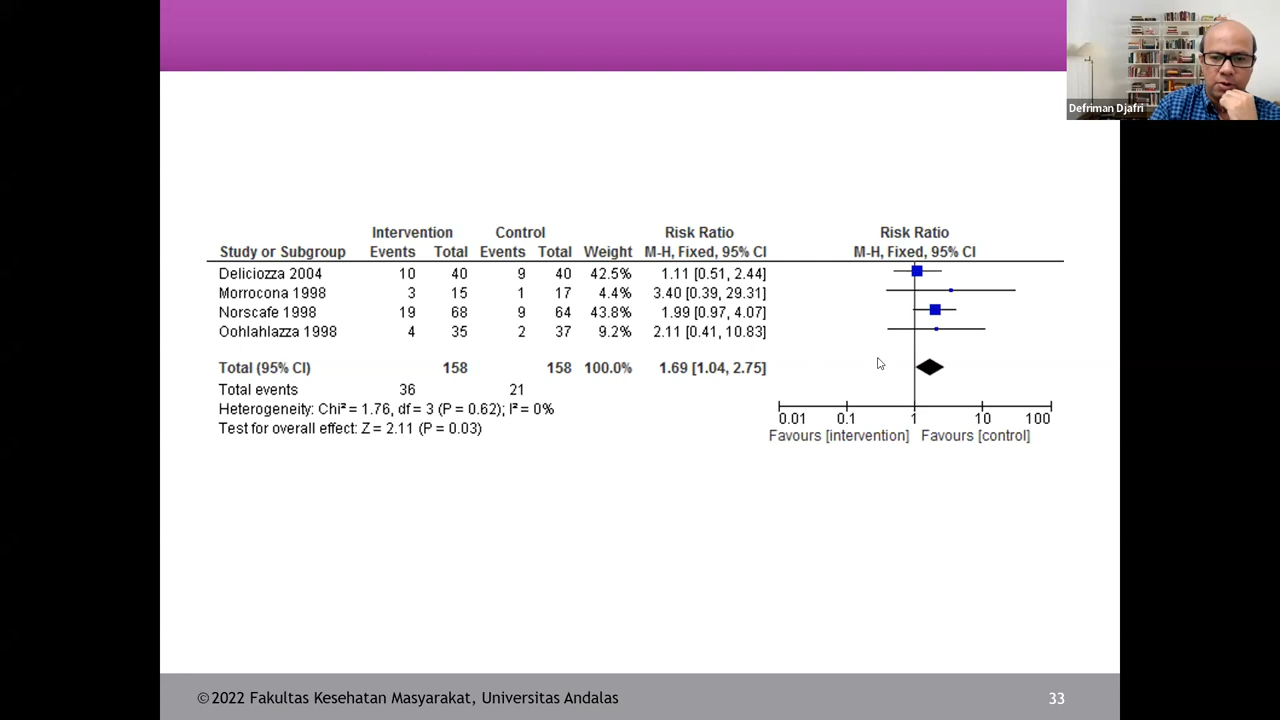 Defriman Djafri
Intervention Control Risk Ratio Risk Ratio
Study or Subgroup Events Total Events Total Weight M-H, Fixed, 95% CI M-H, Fixed, 95% CI
Deliciozza 2004 10 40 9 40 42.5% 1.11 [0.51, 2.44]
Morrocona 1998 3 15 1 17 4.4% 3.40 [0.39, 29.31]
Norscafe 1998 19 68 9 64 43.8% 1.99 [0.97, 4.07]
Oohlahlazza 1998 4 35 2 37 9.2% 2.11 [0.41, 10.83]
Total (95% CI) 158 158 100.0% 1.69 [1.04, 2.75]
Total events 36 21
Heterogeneity: Chi² = 1.76, df = 3 (P = 0.62); I² = 0%
Test for overall effect: Z = 2.11 (P = 0.03)
0.01 0.1 1 10 100
Favours [intervention] Favours [control]
©2022 Fakultas Kesehatan Masyarakat, Universitas Andalas 33